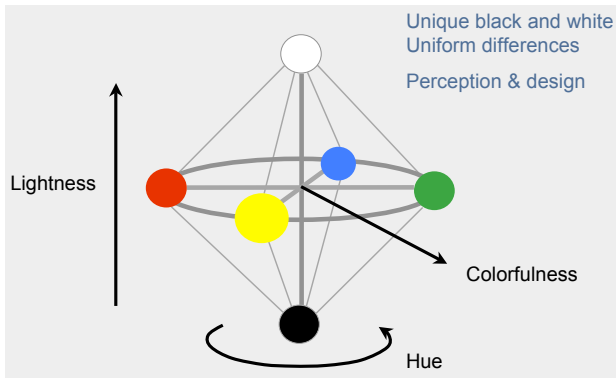 Unique black and white
Uniform differences
Perception & design
Lightness
Colorfulness
Hue